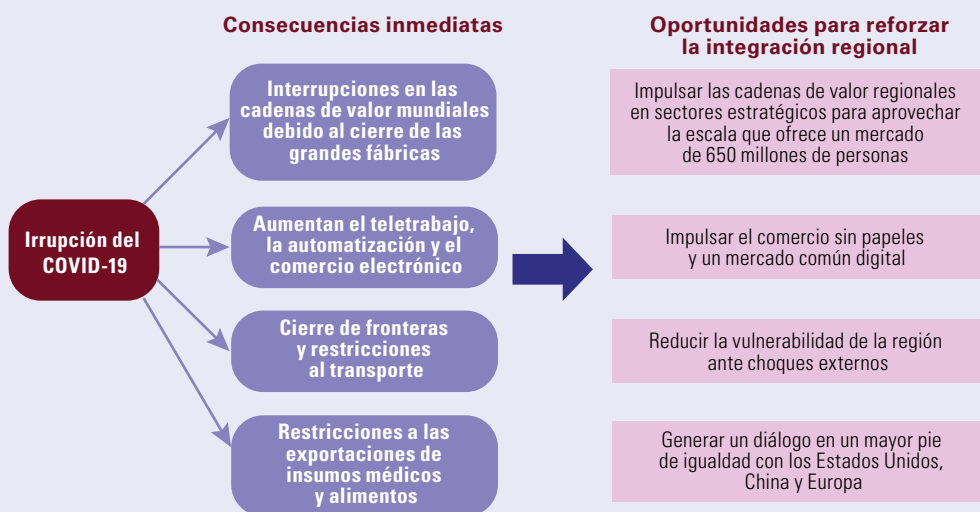 Consecuencias inmediatas
Oportunidades para reforzar
la integración regional
Irrupción del
COVID-19
Interrupciones en las
cadenas de valor mundiales
debido al cierre de las
grandes fábricas
Impulsar las cadenas de valor regionales
en sectores estratégicos para aprovechar
la escala que ofrece un mercado
de 650 millones de personas
Aumentan el teletrabajo,
la automatización y el
comercio electrónico
Impulsar el comercio sin papeles
y un mercado común digital
Cierre de fronteras
y restricciones
al transporte
Reducir la vulnerabilidad de la región
ante choques externos
Restricciones a las
exportaciones de
insumos médicos
y alimentos
Generar un diálogo en un mayor pie
de igualdad con los Estados Unidos,
China y Europa